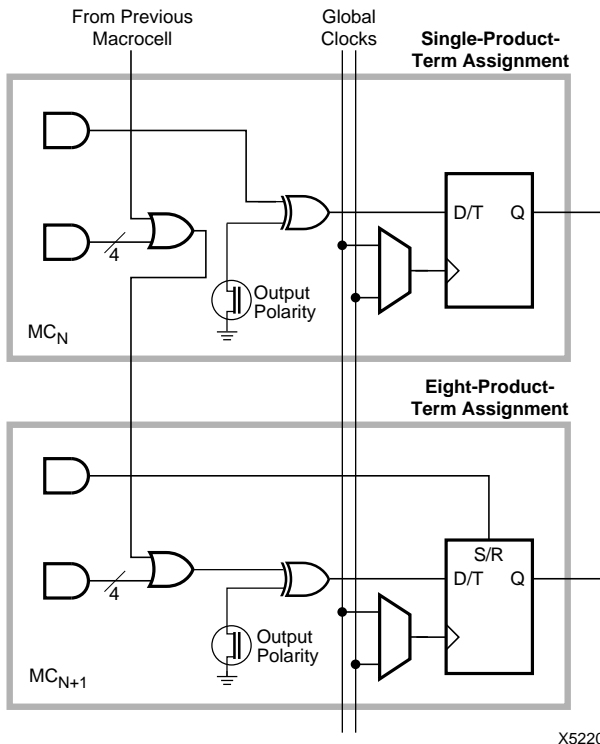 From Previous
Macrocell
Global
Clocks
Single-Product-
Term Assignment
D/T Q
4
Output
Polarity
MCN
Eight-Product-
Term Assignment
S/R
D/T Q
4
Output
Polarity
MCN+1
X5220